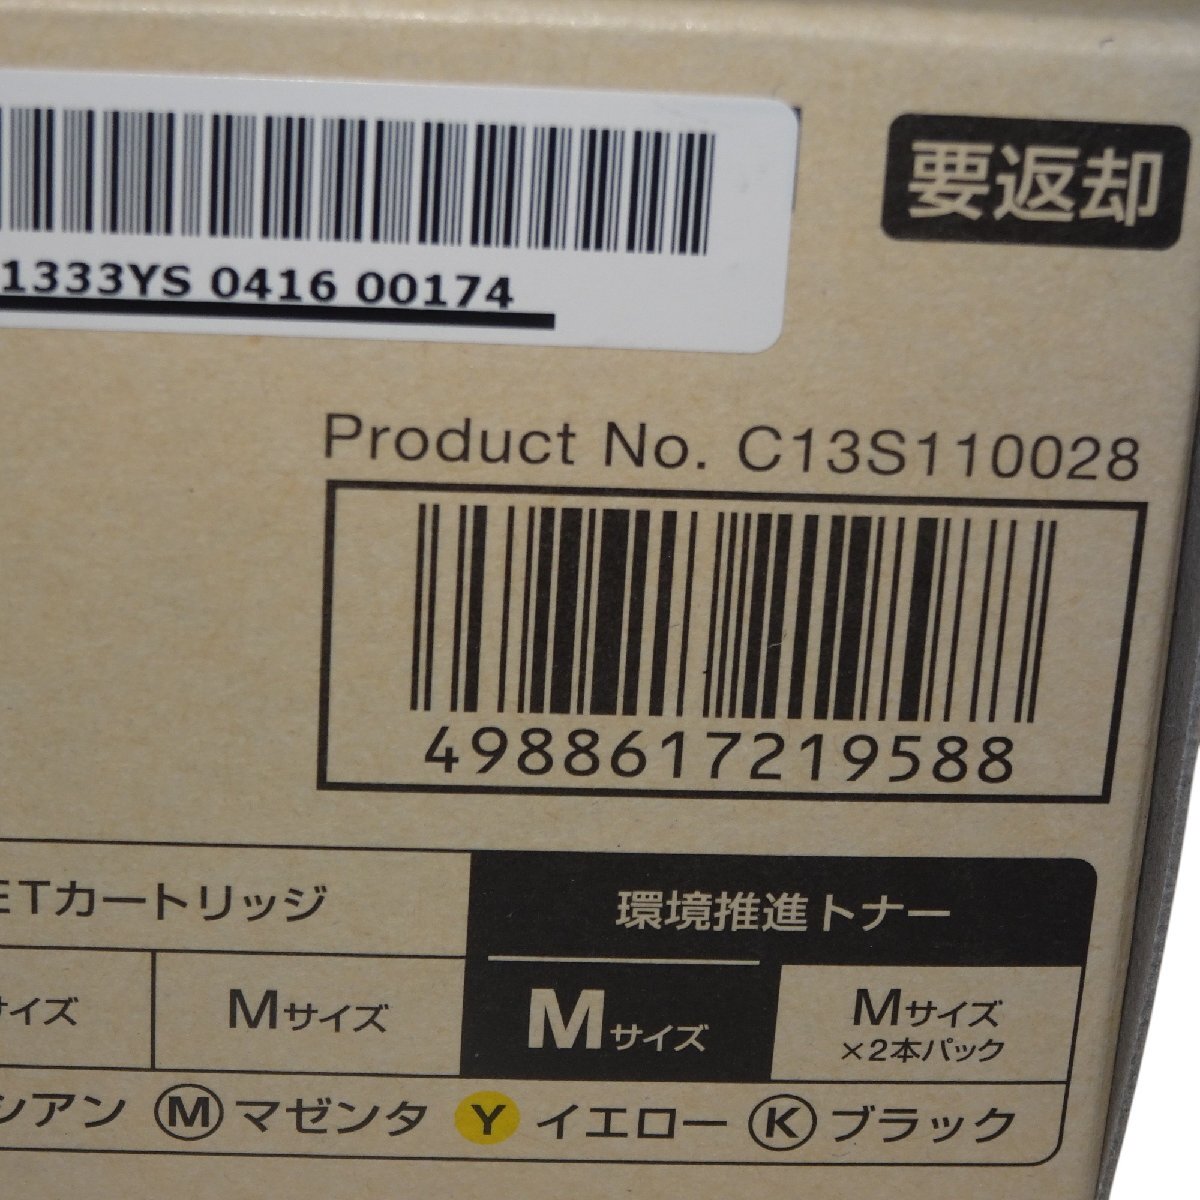 要返却
1333YS 0416 00174
Product No. C13S110028
4988617219588
ETカートリッジ
環境推進トナー
サイズ
Mサイズ
Mサイズ
Mサイズ
×2本パック
シアン Ⓜ マゼンタ Ⓨ イエロー Ⓚ ブラック